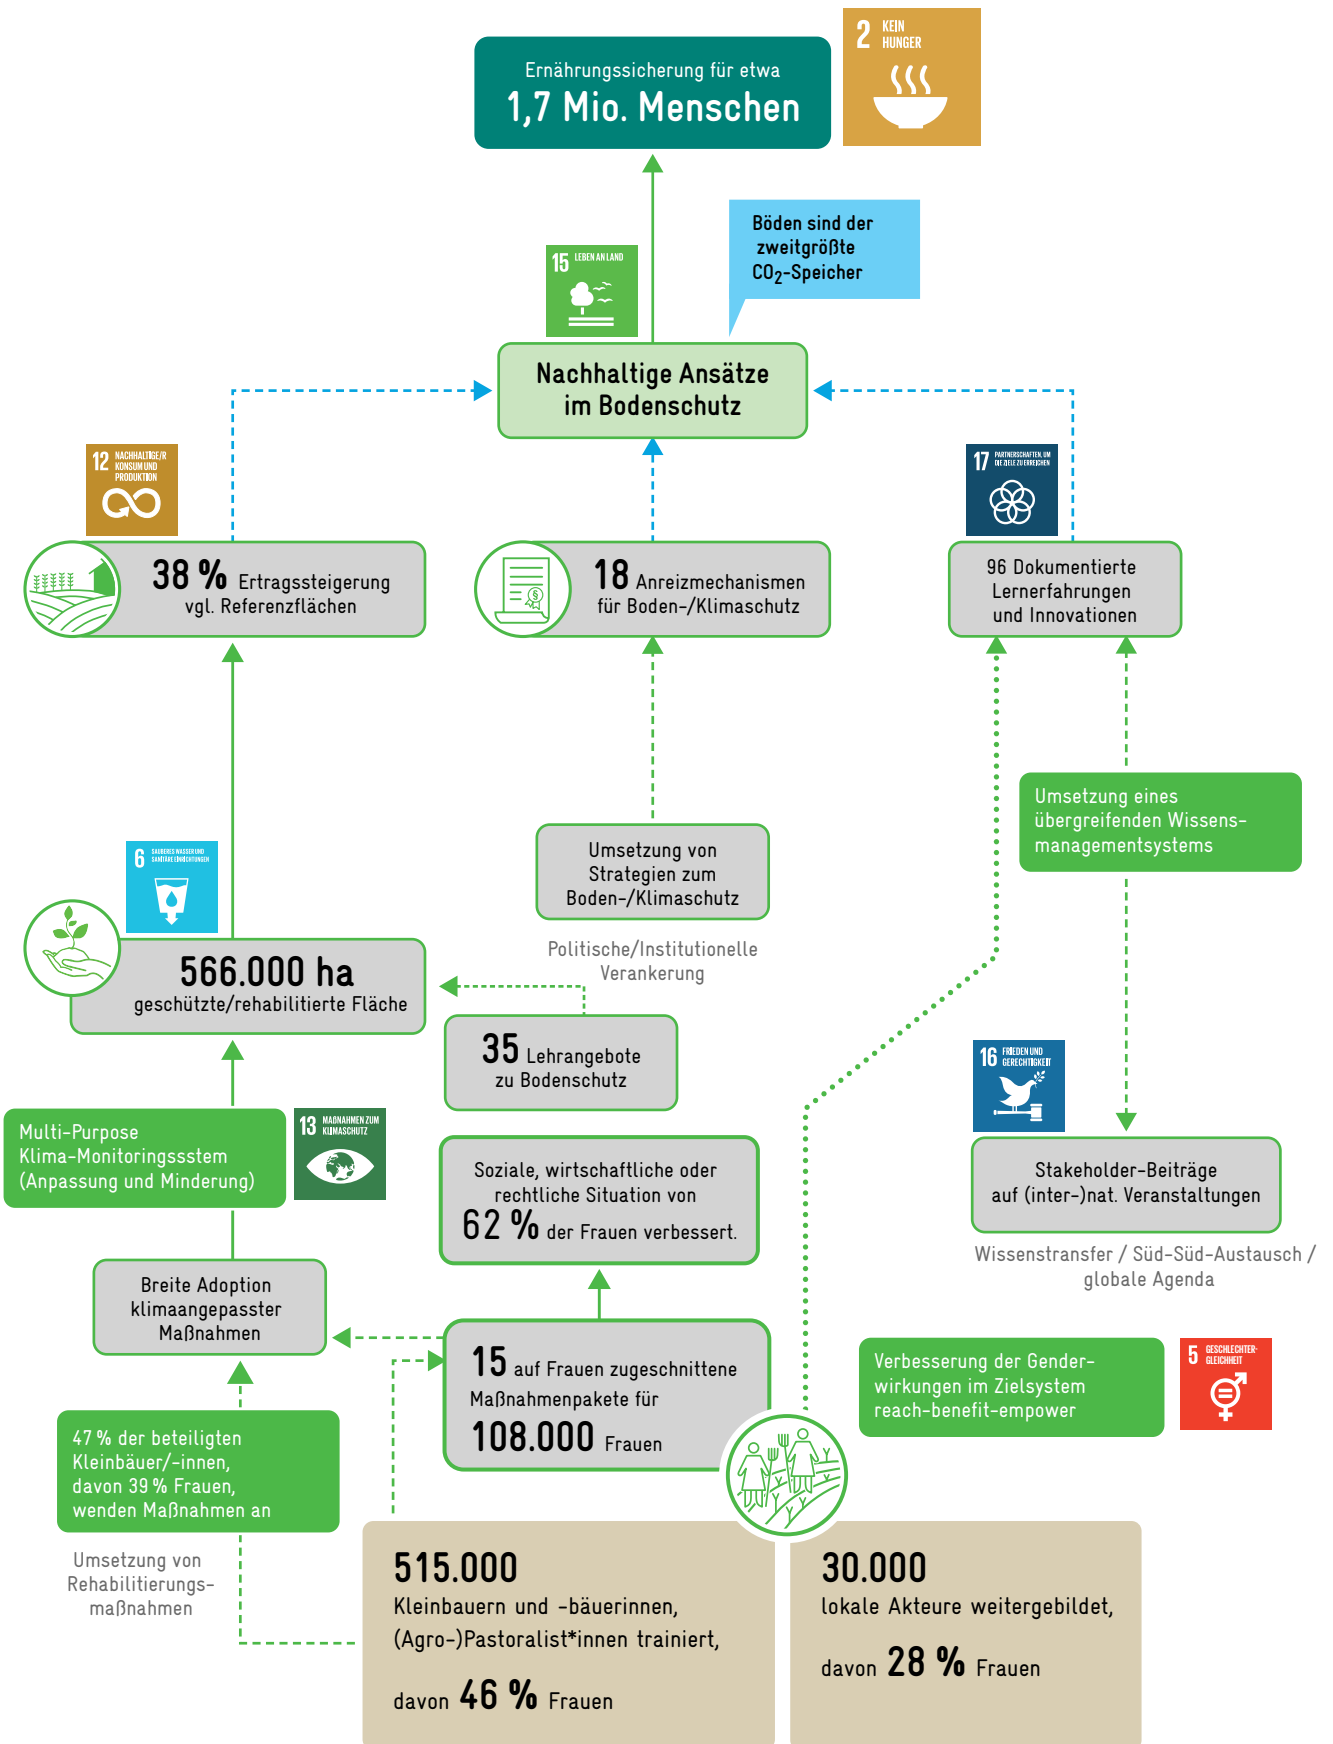 Ernährungssicherung für etwa
1,7 Mio. Menschen
2 KEIN
HUNGER
Böden sind der
zweitgrößte
CO2-Speicher
15 LEBEN AN LAND
Nachhaltige Ansätze
im Bodenschutz
12 NACHHALTIGE/R
KONSUM UND
PRODUKTION
17 PARTNERSCHAFTEN, UM
DIE ZIELE ZU ERREICHEN
38 % Ertragssteigerung
vgl. Referenzflächen
§
18 Anreizmechanismen
für Boden-/Klimaschutz
96 Dokumentierte
Lernerfahrungen
und Innovationen
Umsetzung eines
übergreifenden Wissens-
managementsystems
6 SAUBERES WASSER UND
SANITÄRE EINRICHTUNGEN
Umsetzung von
Strategien zum
Boden-/Klimaschutz
Politische/Institutionelle
Verankerung
566.000 ha
geschützte/rehabilitierte Fläche
35 Lehrangebote
zu Bodenschutz
16 FRIEDEN UND
GERECHTIGKEIT
Multi-Purpose
Klima-Monitoringssstem
(Anpassung und Minderung)
13 MAẞNAHMEN ZUM
KLIMASCHUTZ
Soziale, wirtschaftliche oder
rechtliche Situation von
62 % der Frauen verbessert.
Stakeholder-Beiträge
auf (inter-)nat. Veranstaltungen
Wissenstransfer / Süd-Süd-Austausch /
globale Agenda
Breite Adoption
klimaangepasster
Maßnahmen
15 auf Frauen zugeschnittene
Maßnahmenpakete für
108.000 Frauen
Verbesserung der Gender-
wirkungen im Zielsystem
reach-benefit-empower
5 GESCHLECHTER-
GLEICHHEIT
47 % der beteiligten
Kleinbäuer/-innen,
davon 39 % Frauen,
wenden Maßnahmen an
Umsetzung von
Rehabilitierungs-
maßnahmen
515.000
Kleinbauern und -bäuerinnen,
(Agro-)Pastoralist*innen trainiert,
davon 46 % Frauen
30.000
lokale Akteure weitergebildet,
davon 28 % Frauen